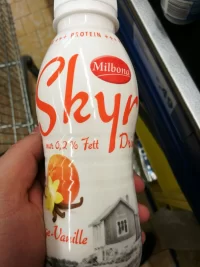 PROTEIN
Milbona
Skyr
nur 0,2% Fett
-Vanille